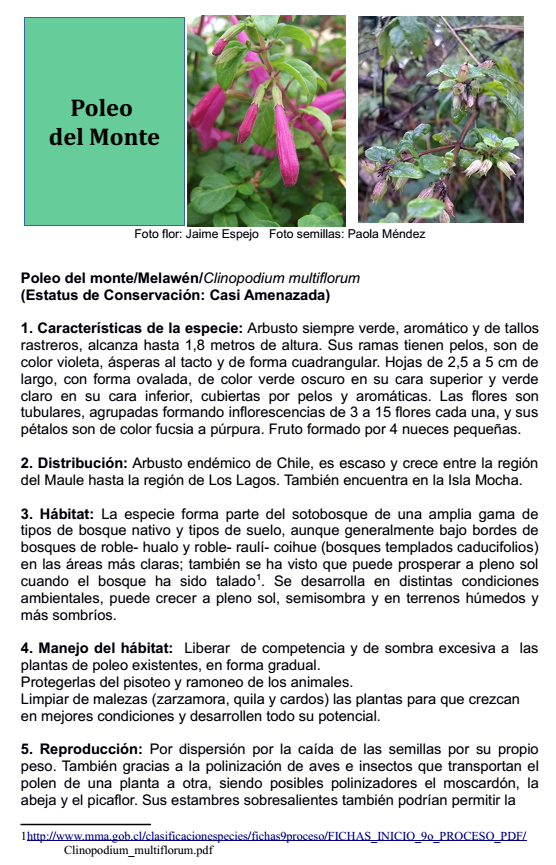 Poleo
del Monte
Foto flor: Jaime Espejo Foto semillas: Paola Méndez
Poleo del monte/Melawén/Clinopodium multiflorum
(Estatus de Conservación: Casi Amenazada)
1. Características de la especie: Arbusto siempre verde, aromático y de tallos
rastreros, alcanza hasta 1,8 metros de altura. Sus ramas tienen pelos, son de
color violeta, ásperas al tacto y de forma cuadrangular. Hojas de 2,5 a 5 cm de
largo, con forma ovalada, de color verde oscuro en su cara superior y verde
claro en su cara inferior, cubiertas por pelos y aromáticas. Las flores son
tubulares, agrupadas formando inflorescencias de 3 a 15 flores cada una, y sus
pétalos son de color fucsia a púrpura. Fruto formado por 4 nueces pequeñas.
2. Distribución: Arbusto endémico de Chile, es escaso y crece entre la región
del Maule hasta la región de Los Lagos. También encuentra en la Isla Mocha.
3. Hábitat: La especie forma parte del sotobosque de una amplia gama de
tipos de bosque nativo y tipos de suelo, aunque generalmente bajo bordes de
bosques de roble- hualo y roble- raulí- coihue (bosques templados caducifolios)
en las áreas más claras; también se ha visto que puede prosperar a pleno sol
cuando el bosque ha sido talado1. Se desarrolla en distintas condiciones
ambientales, puede crecer a pleno sol, semisombra y en terrenos húmedos y
más sombríos.
4. Manejo del hábitat: Liberar de competencia y de sombra excesiva a las
plantas de poleo existentes, en forma gradual.
Protegerlas del pisoteo y ramoneo de los animales.
Limpiar de malezas (zarzamora, quila y cardos) las plantas para que crezcan
en mejores condiciones y desarrollen todo su potencial.
5. Reproducción: Por dispersión por la caída de las semillas por su propio
peso. También gracias a la polinización de aves e insectos que transportan el
polen de una planta a otra, siendo posibles polinizadores el moscardón, la
abeja y el picaflor. Sus estambres sobresalientes también podrían permitir la
1http://www.mma.gob.cl/clasificacionespecies/fichas9proceso/FICHAS_INICIO_9o_PROCESO_PDF/
Clinopodium_multiflorum.pdf